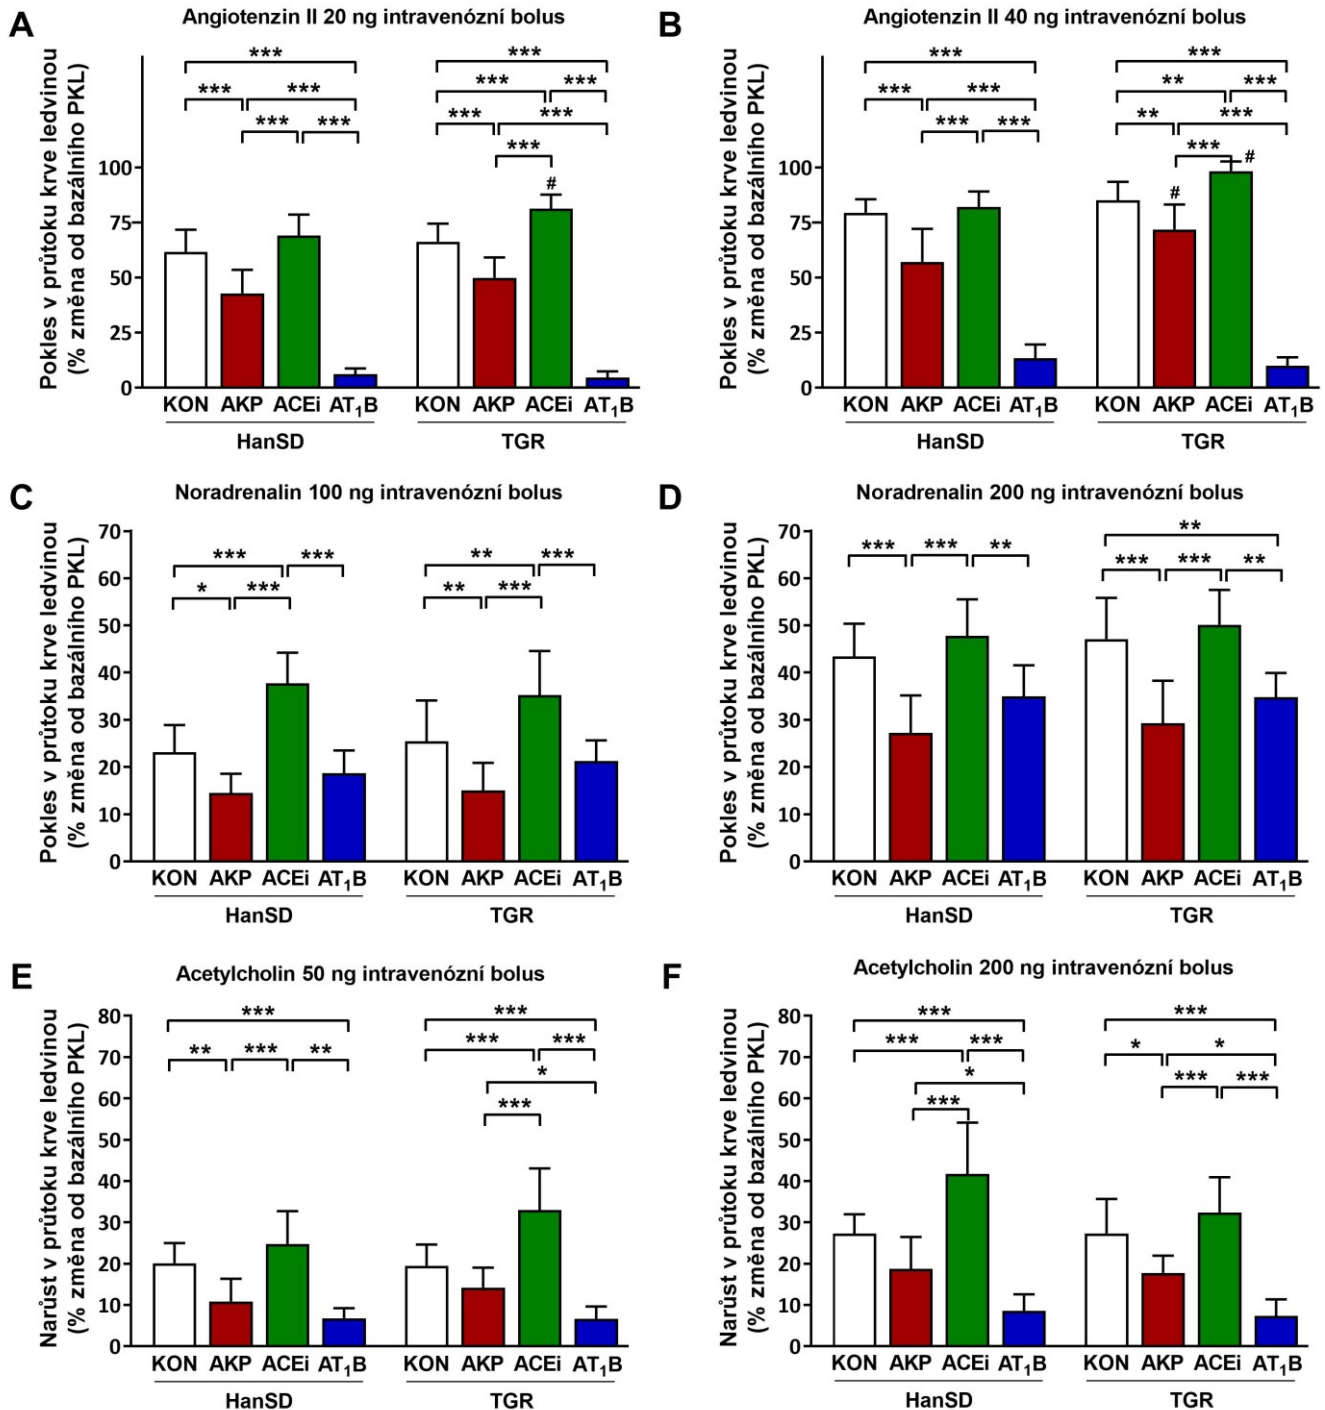 A
Angiotenzin II 20 ng intravenózní bolus
Pokles v průtoku krve ledvinou
(% změna od bazálního PKL)
100
75
50
25
0
*** *** *** *** ***
*** *** *** *** *** ***
#
KON AKP ACEi AT₁B KON AKP ACEi AT₁B
HanSD TGR
B
Angiotenzin II 40 ng intravenózní bolus
Pokles v průtoku krve ledvinou
(% změna od bazálního PKL)
100
75
50
25
0
*** *** *** *** ***
*** ** *** ** *** ***
# #
KON AKP ACEi AT₁B KON AKP ACEi AT₁B
HanSD TGR
C
Noradrenalin 100 ng intravenózní bolus
Pokles v průtoku krve ledvinou
(% změna od bazálního PKL)
70
60
50
40
30
20
10
0
*** *** * ***
** *** ** ***
KON AKP ACEi AT₁B KON AKP ACEi AT₁B
HanSD TGR
D
Noradrenalin 200 ng intravenózní bolus
Pokles v průtoku krve ledvinou
(% změna od bazálního PKL)
70
60
50
40
30
20
10
0
*** *** **
** *** *** **
KON AKP ACEi AT₁B KON AKP ACEi AT₁B
HanSD TGR
E
Acetylcholin 50 ng intravenózní bolus
Narůst v průtoku krve ledvinou
(% změna od bazálního PKL)
80
70
60
50
40
30
20
10
0
*** ** *** **
*** *** *** * ***
KON AKP ACEi AT₁B KON AKP ACEi AT₁B
HanSD TGR
F
Acetylcholin 200 ng intravenózní bolus
Narůst v průtoku krve ledvinou
(% změna od bazálního PKL)
80
70
60
50
40
30
20
10
0
*** *** *** * ***
*** * * *** ***
KON AKP ACEi AT₁B KON AKP ACEi AT₁B
HanSD TGR